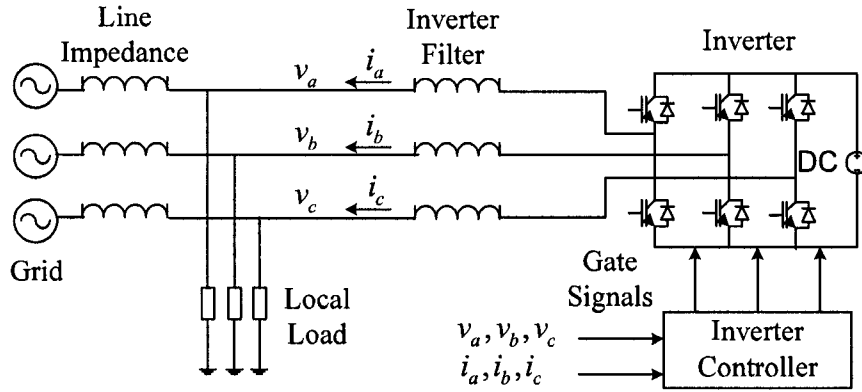 Line
Impedance
Inverter
Filter
Inverter
v_a
i_a
v_b
i_b
v_c
i_c
DC
Grid
Local
Load
Gate
Signals
v_a, v_b, v_c
i_a, i_b, i_c
Inverter
Controller